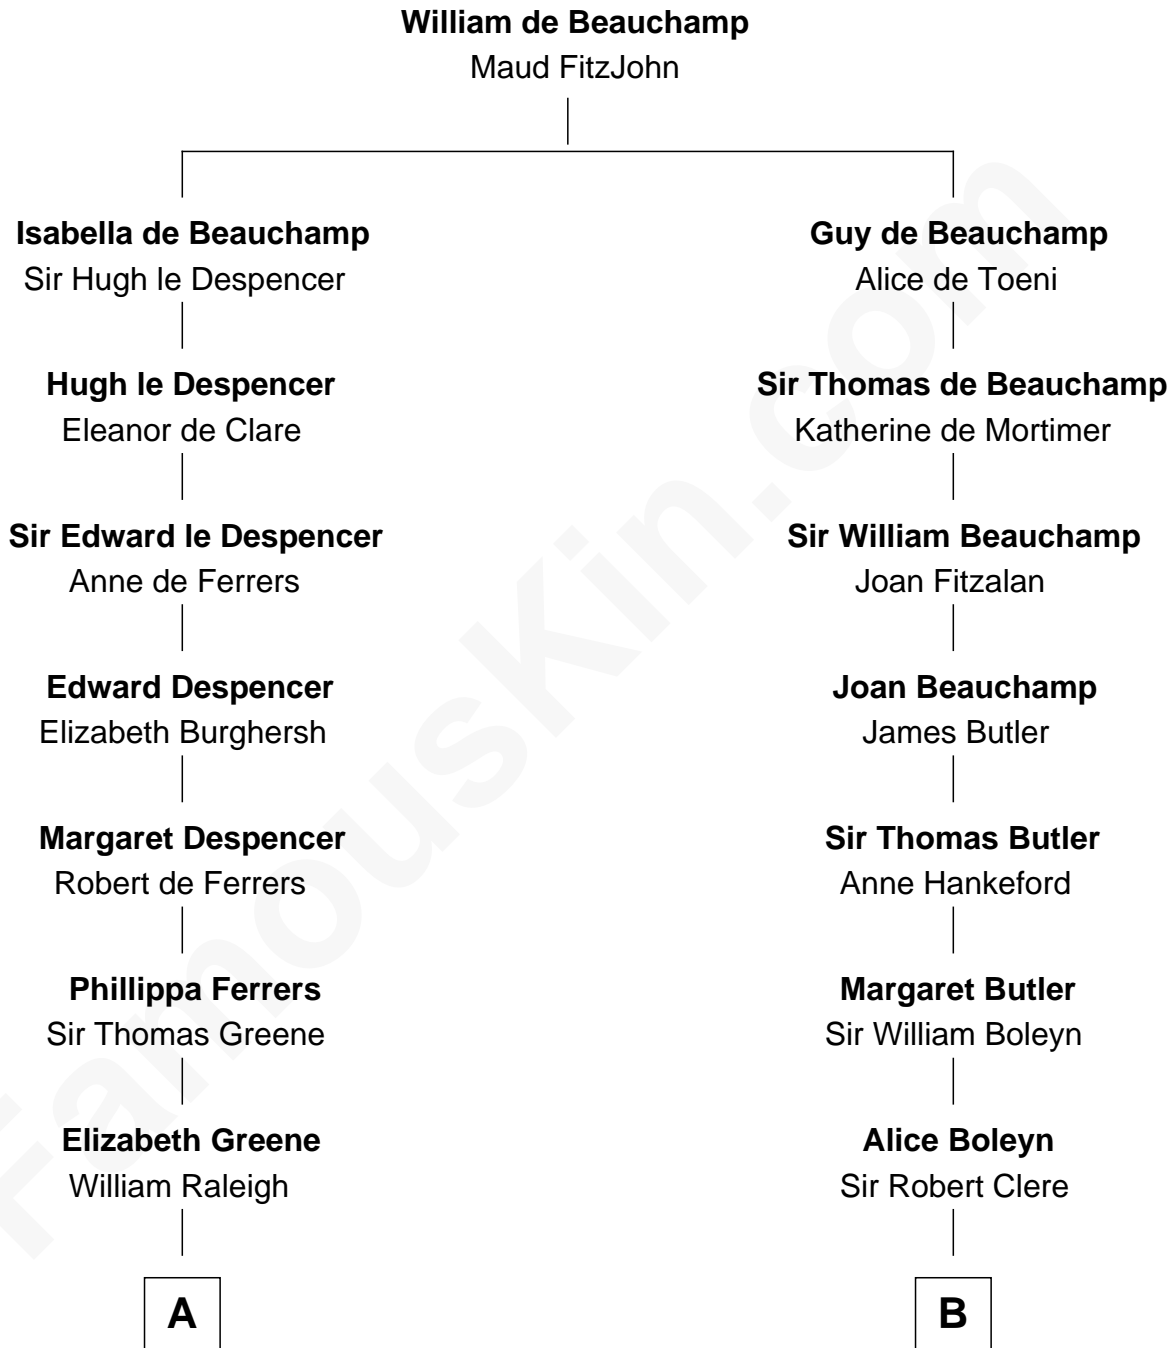 William de Beauchamp
Maud FitzJohn
Isabella de Beauchamp
Sir Hugh le Despencer
Guy de Beauchamp
Alice de Toeni
Hugh le Despencer
Eleanor de Clare
Sir Thomas de Beauchamp
Katherine de Mortimer
Sir Edward le Despencer
Anne de Ferrers
Sir William Beauchamp
Joan Fitzalan
Edward Despencer
Elizabeth Burghersh
Joan Beauchamp
James Butler
Margaret Despencer
Robert de Ferrers
Sir Thomas Butler
Anne Hankeford
Phillippa Ferrers
Sir Thomas Greene
Margaret Butler
Sir William Boleyn
Elizabeth Greene
William Raleigh
Alice Boleyn
Sir Robert Clere
A
B
FamousKin.com